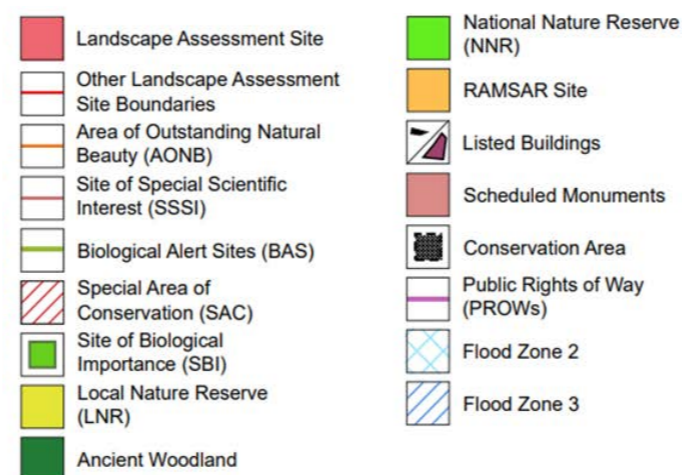 Landscape Assessment Site
Other Landscape Assessment
Site Boundaries
Area of Outstanding Natural
Beauty (AONB)
Site of Special Scientific
Interest (SSSI)
Biological Alert Sites (BAS)
Special Area of
Conservation (SAC)
Site of Biological
Importance (SBI)
Local Nature Reserve
(LNR)
Ancient Woodland
National Nature Reserve
(NNR)
RAMSAR Site
Listed Buildings
Scheduled Monuments
Conservation Area
Public Rights of Way
(PROWs)
Flood Zone 2
Flood Zone 3